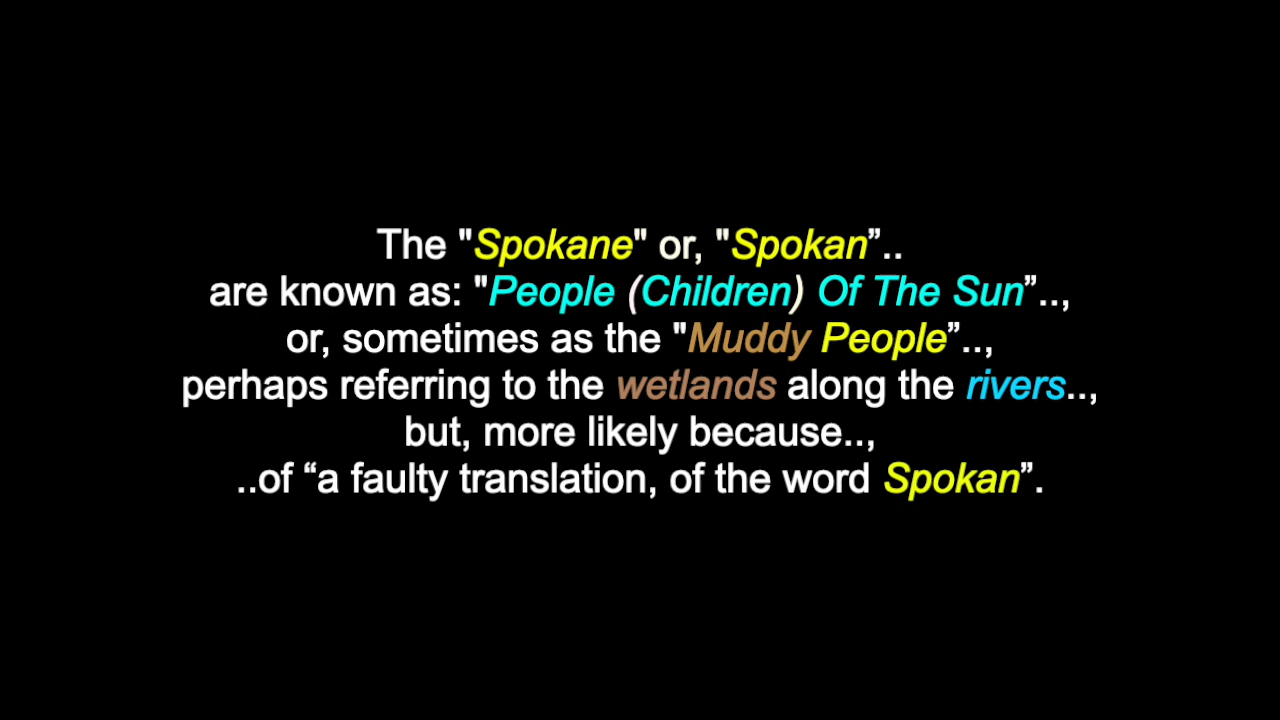 The "Spokane" or, "Spokan”..
are known as: "People (Children) Of The Sun”..,
or, sometimes as the "Muddy People”..,
perhaps referring to the wetlands along the rivers..,
but, more likely because..,
..of “a faulty translation, of the word Spokan”.